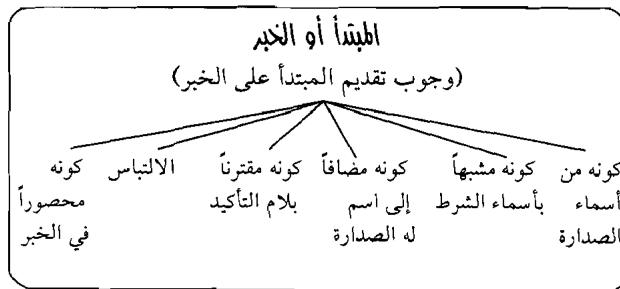 المبتدأ أو الخبر
(وجوب تقديم المبتدأ على الخبر)
كونه من أسماء الصدارة
كونه مشبهاً بأسماء الشرط
كونه مضافاً إلى اسم له الصدارة
كونه مقترناً بلام التأكيد
الالتباس
كونه محصوراً في الخبر